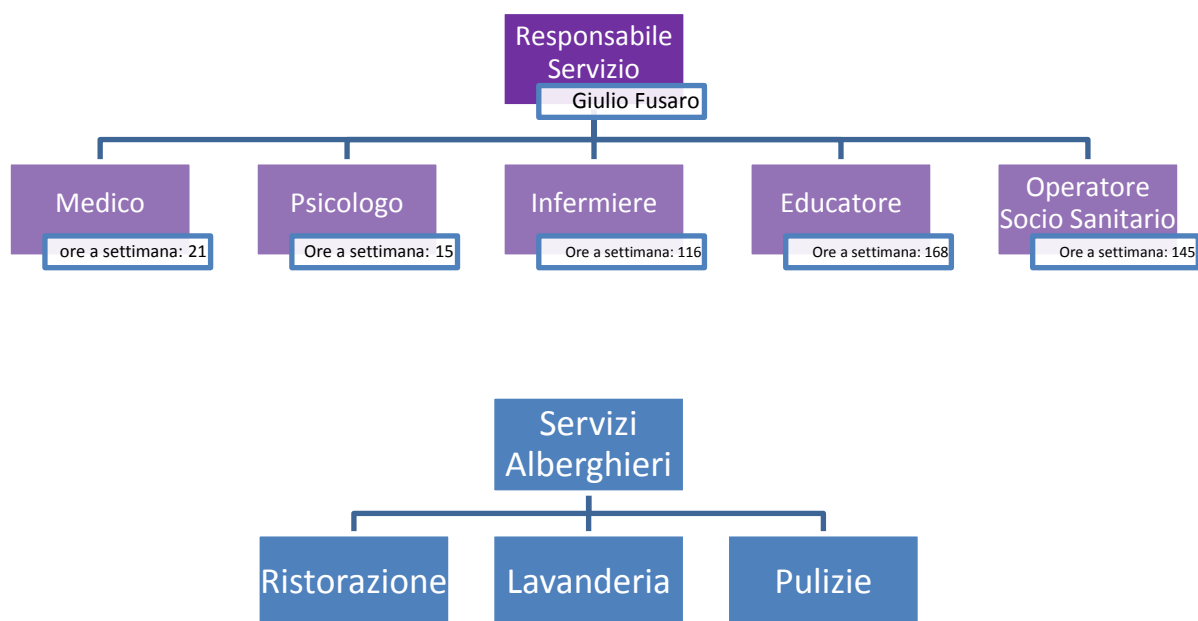 Responsabile
Servizio
Giulio Fusaro
Medico
ore a settimana: 21
Psicologo
Ore a settimana: 15
Infermiere
Ore a settimana: 116
Educatore
Ore a settimana: 168
Operatore
Socio Sanitario
Ore a settimana: 145
Servizi
Alberghieri
Ristorazione
Lavanderia
Pulizie